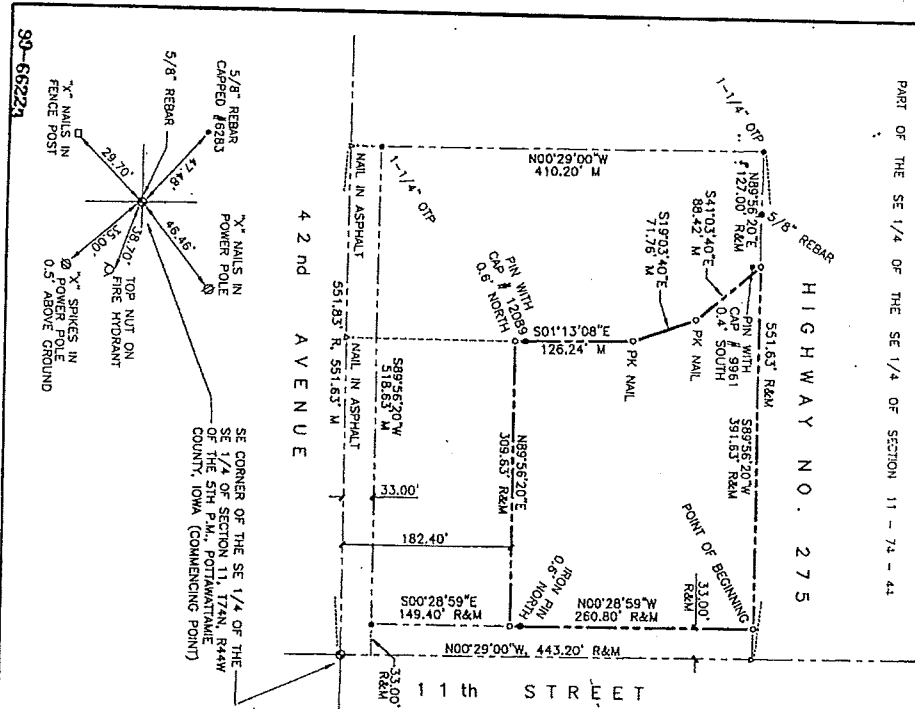 PART OF THE SE 1/4 OF THE SE 1/4 OF SECTION 11 - 74 - 44
HIGHWAY NO. 275
1-1/4" OTP
N89°56'20"E
127.00' R&M
5/8" REBAR
551.63' R&M
S89°56'20"W
391.63' R&M
PIN WITH
CAP # 9961
0.4' SOUTH
POINT OF BEGINNING
33.00'
R&M
N00°29'00"W
410.20' M
S41°03'40"E
88.42' M
S19°03'40"E
71.76' M
PK NAIL
PK NAIL
S01°13'08"E
126.24' M
PIN WITH
CAP # 12089
0.6' NORTH
N89°56'20"E
309.63' R&M
IRON PIN
0.6' NORTH
N00°28'59"W
260.80' R&M
1-1/4" OTP
S89°56'20"W
518.63' M
33.00'
182.40'
S00°28'59"E
149.40' R&M
N00°29'00"W, 443.20' R&M
33.00'
R&M
NAIL IN ASPHALT
NAIL IN ASPHALT
551.83' R, 551.63' M
42nd AVENUE
11th STREET
5/8" REBAR
CAPPED #6283
5/8" REBAR
47.48'
46.46'
"X" NAILS IN
POWER POLE
29.70'
"X" NAILS IN
FENCE POST
35.00'
38.70'
TOP NUT ON
FIRE HYDRANT
"X" SPIKES IN
POWER POLE
0.5' ABOVE GROUND
SE CORNER OF THE SE 1/4 OF THE
SE 1/4 OF SECTION 11, T74N, R44W
OF THE 5TH P.M., POTTAWATTAMIE
COUNTY, IOWA (COMMENCING POINT)